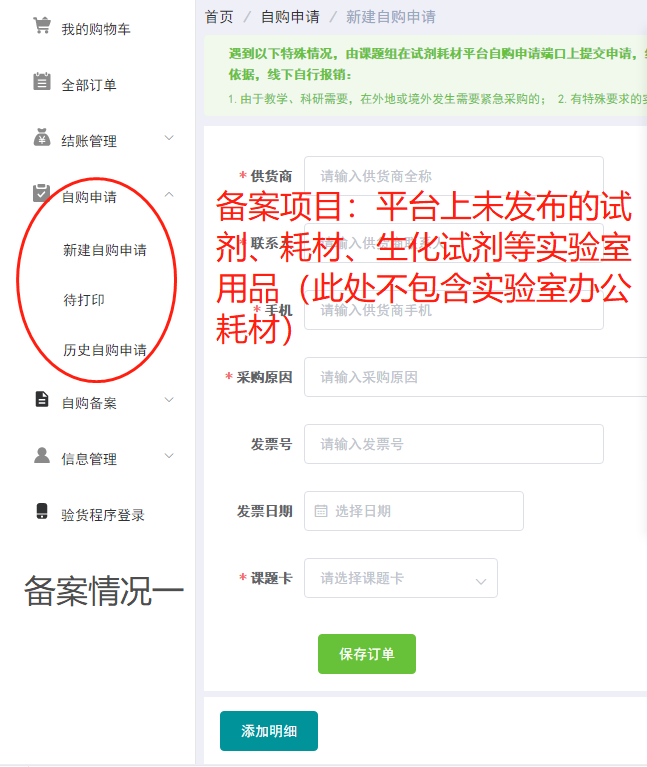 我的购物车
全部订单
结账管理
自购申请
新建自购申请
待打印
历史自购申请
自购备案
信息管理
验货程序登录
备案情况一
首页 / 自购申请 / 新建自购申请
遇到以下特殊情况，由课题组在试剂耗材平台自购申请端口上提交申请，
依据，线下自行报销：
1. 由于教学、科研需要，在外地或境外发生需要紧急采购的； 2. 有特殊要求的
* 供货商 请输入供货商全称
备案项目：平台上未发布的试
剂、耗材、生化试剂等实验室
用品（此处不包含实验室办公
耗材）
* 联系
* 手机 请输入供货商手机
* 采购原因 请输入采购原因
发票号 请输入发票号
发票日期 选择日期
* 课题卡 请选择课题卡
保存订单
添加明细